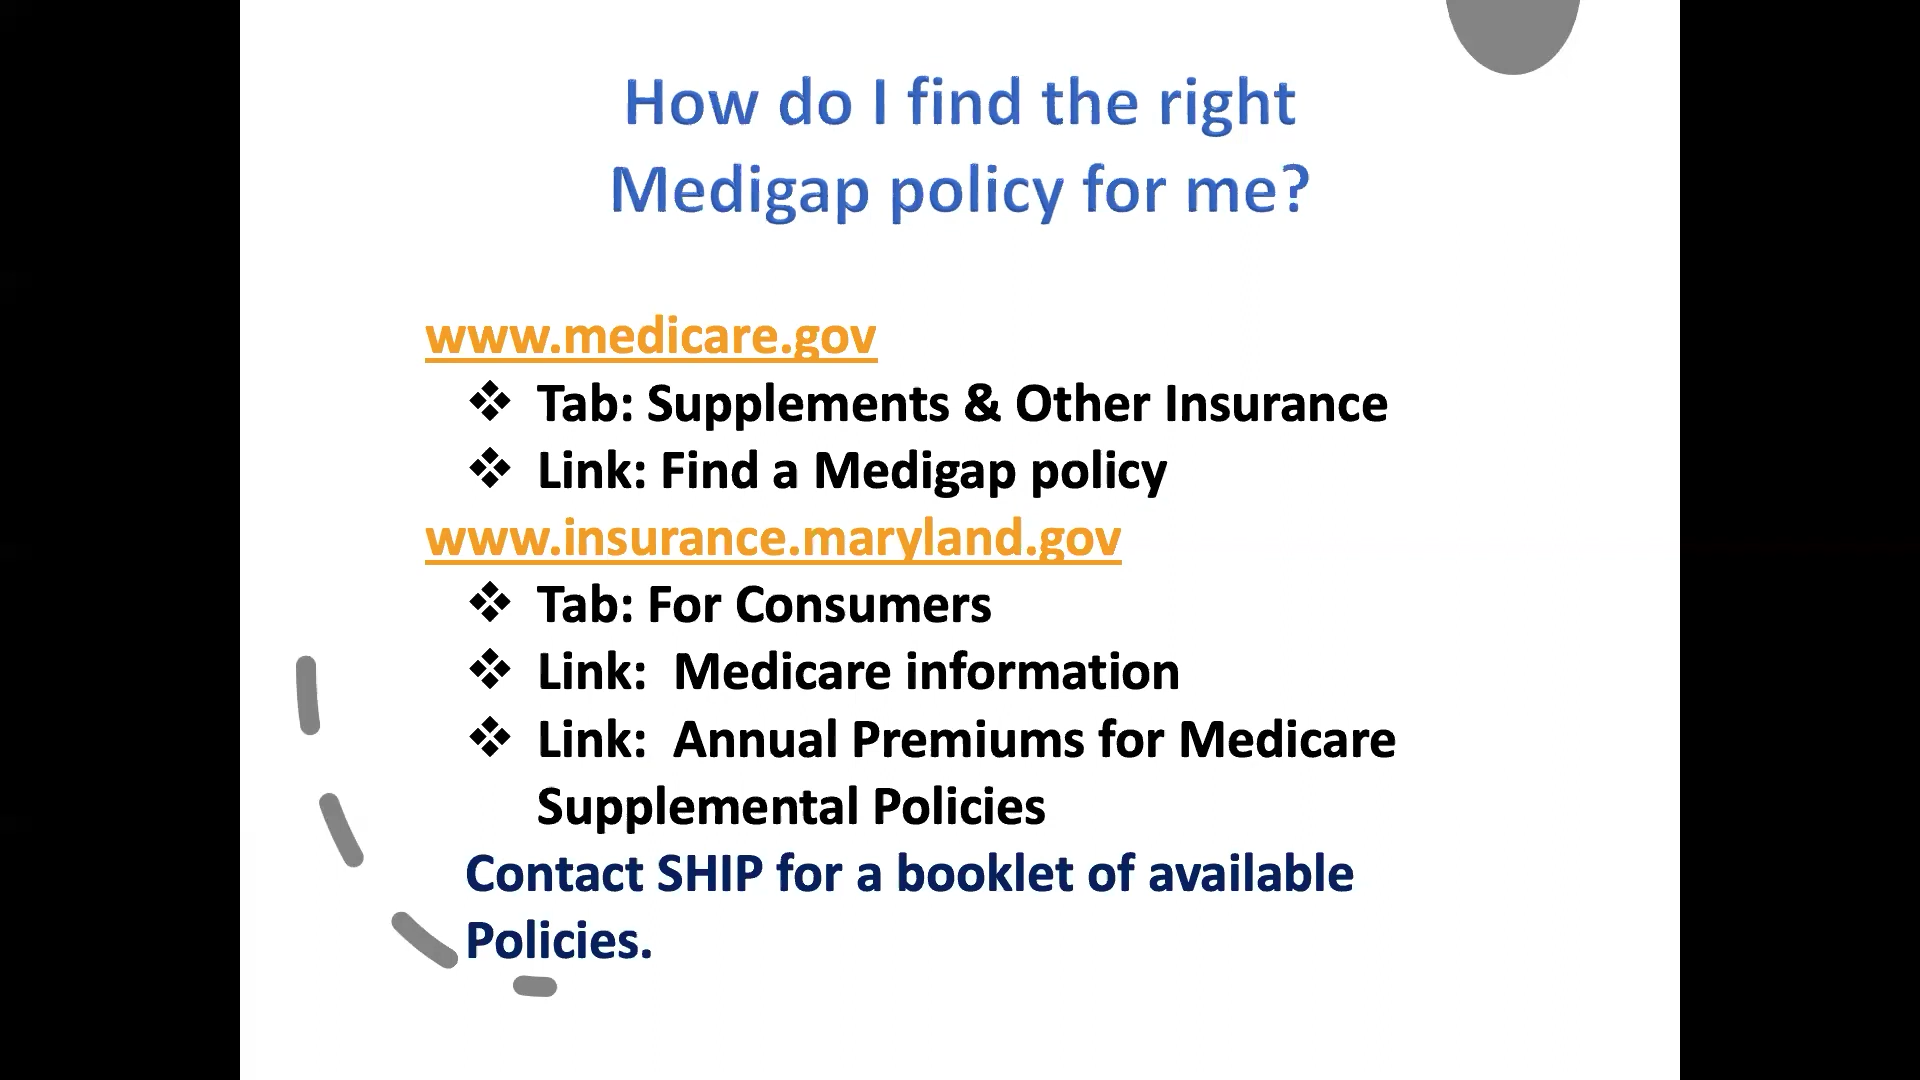 How do I find the right
Medigap policy for me?
www.medicare.gov
❖ Tab: Supplements & Other Insurance
❖ Link: Find a Medigap policy
www.insurance.maryland.gov
❖ Tab: For Consumers
❖ Link: Medicare information
❖ Link: Annual Premiums for Medicare
Supplemental Policies
Contact SHIP for a booklet of available
Policies.